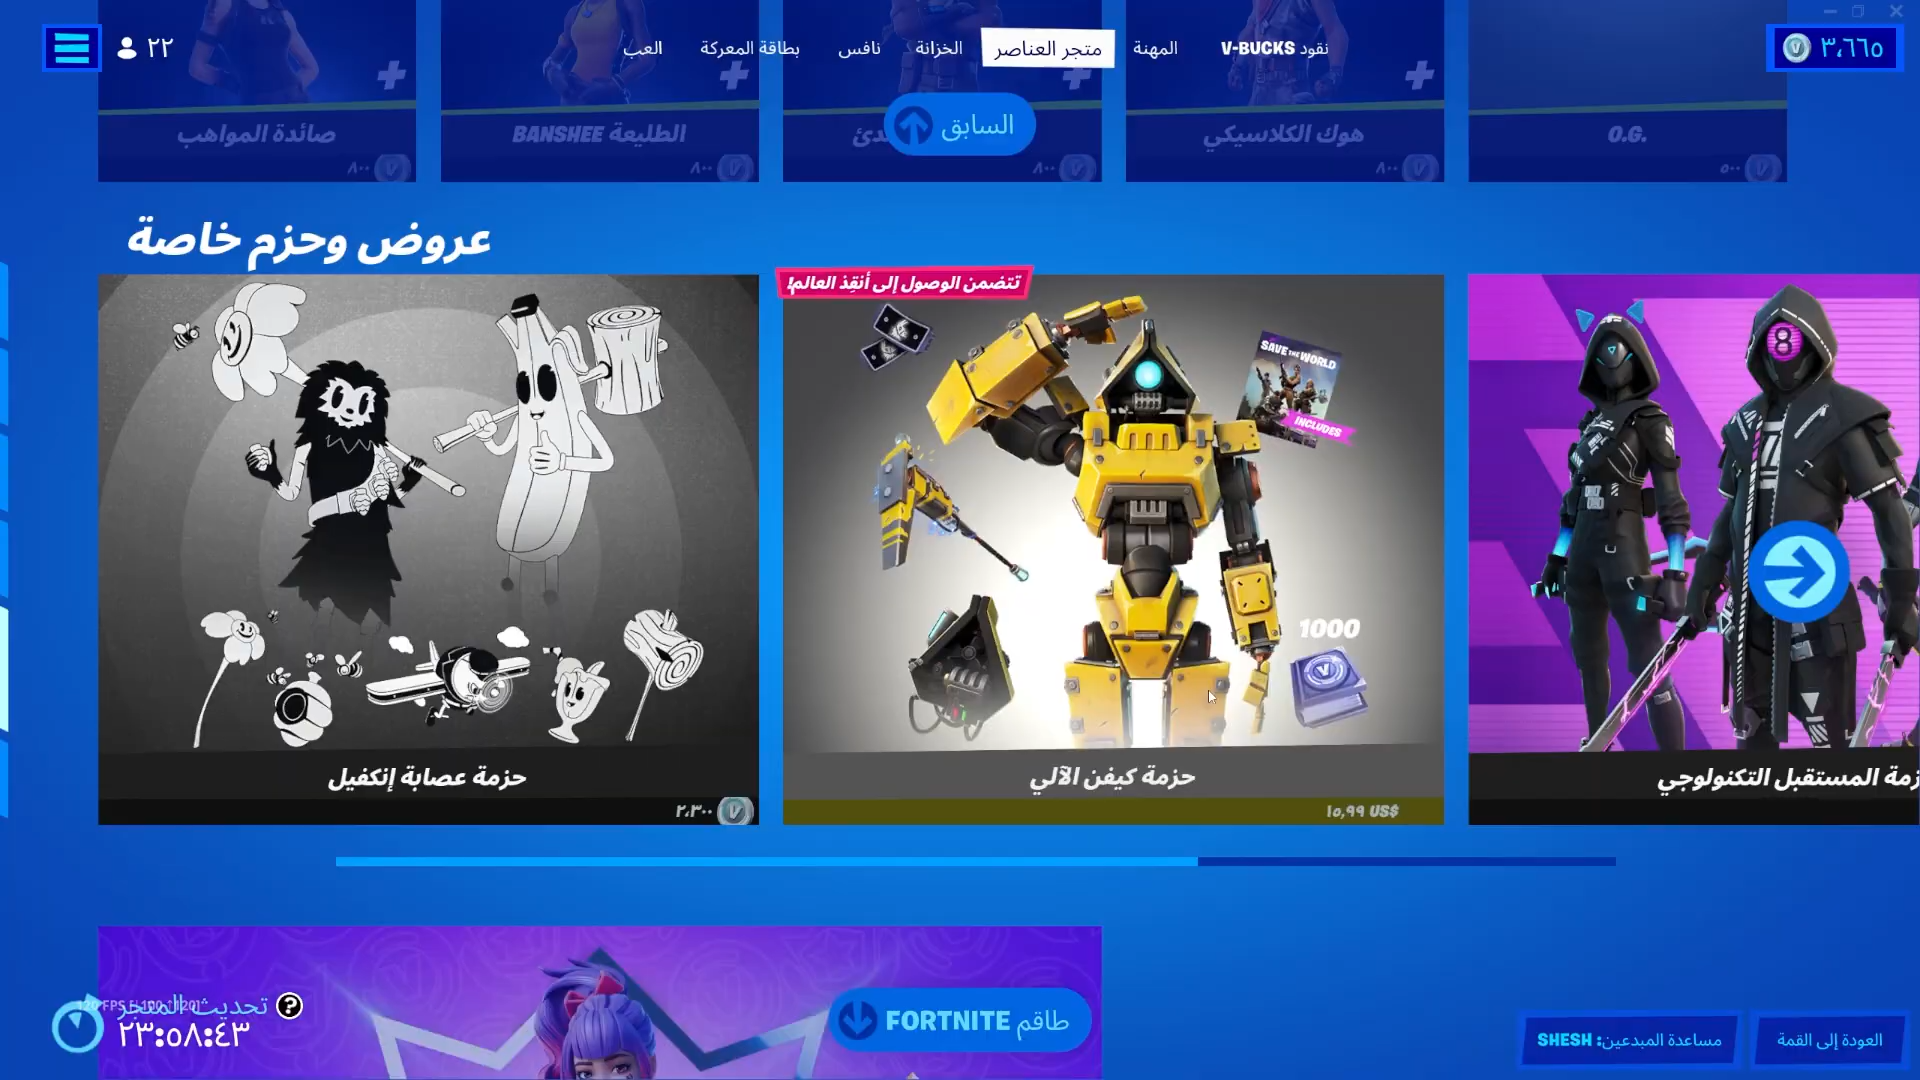 ٢٢
العب
بطاقة المعركة
نافس
الخزانة
متجر العناصر
المهنة
نقود V-BUCKS
٣،٦٦٥
السابق
صائدة المواهب
٨٠٠
الطليعة BANSHEE
٨٠٠
٨٠٠
هوك الكلاسيكي
٨٠٠
O.G.
٥٠٠
عروض وحزم خاصة
حزمة عصابة إنكفيل
٢،٣٠٠
تتضمن الوصول إلى أنقِذ العالم!
SAVE THE WORLD
INCLUDES
1000
حزمة كيفن الآلي
١٥,٩٩ US$
8
المستقبل التكنولوجي
تحديث المتجر
٢٣:٥٨:٤٣
طاقم FORTNITE
مساعدة المبدعين: SHESH
العودة إلى القمة